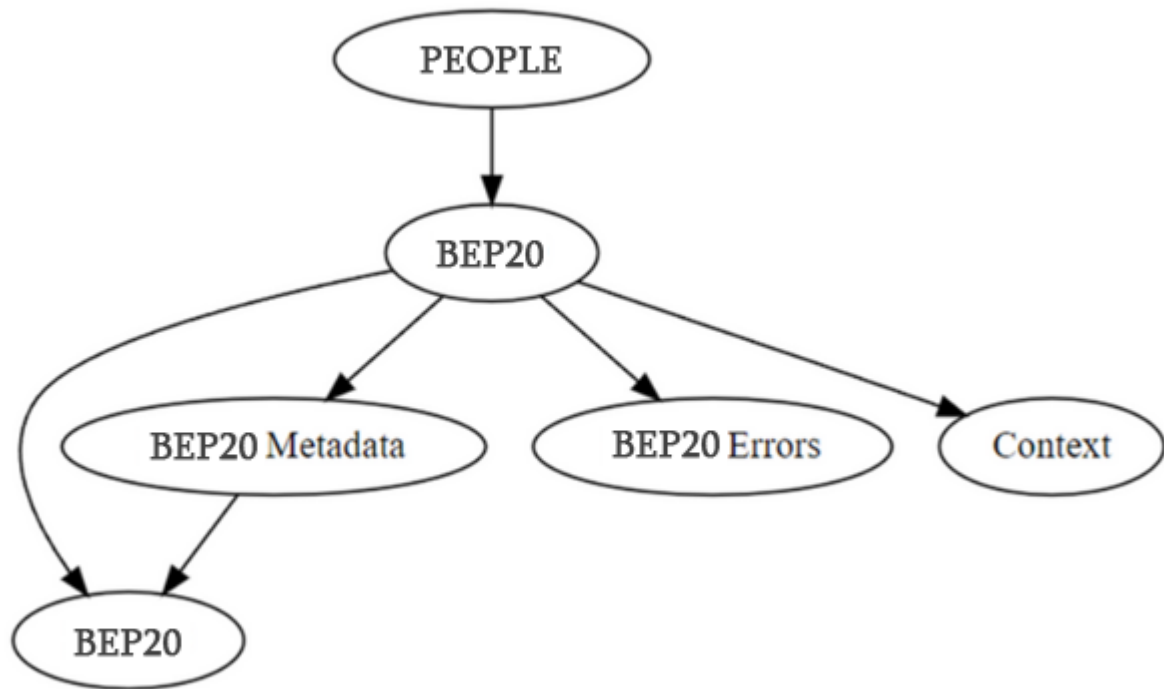 PEOPLE
BEP20
BEP20 Metadata
BEP20 Errors
Context
BEP20